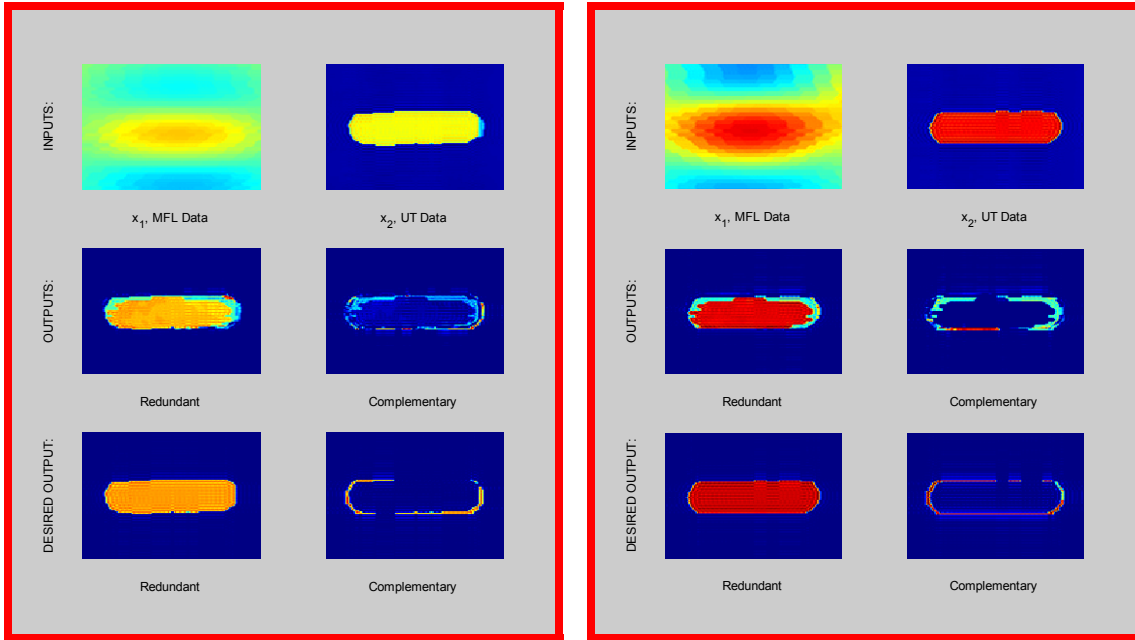 INPUTS:
x1, MFL Data
x2, UT Data
OUTPUTS:
Redundant
Complementary
DESIRED OUTPUT:
Redundant
Complementary
INPUTS:
x1, MFL Data
x2, UT Data
OUTPUTS:
Redundant
Complementary
DESIRED OUTPUT:
Redundant
Complementary